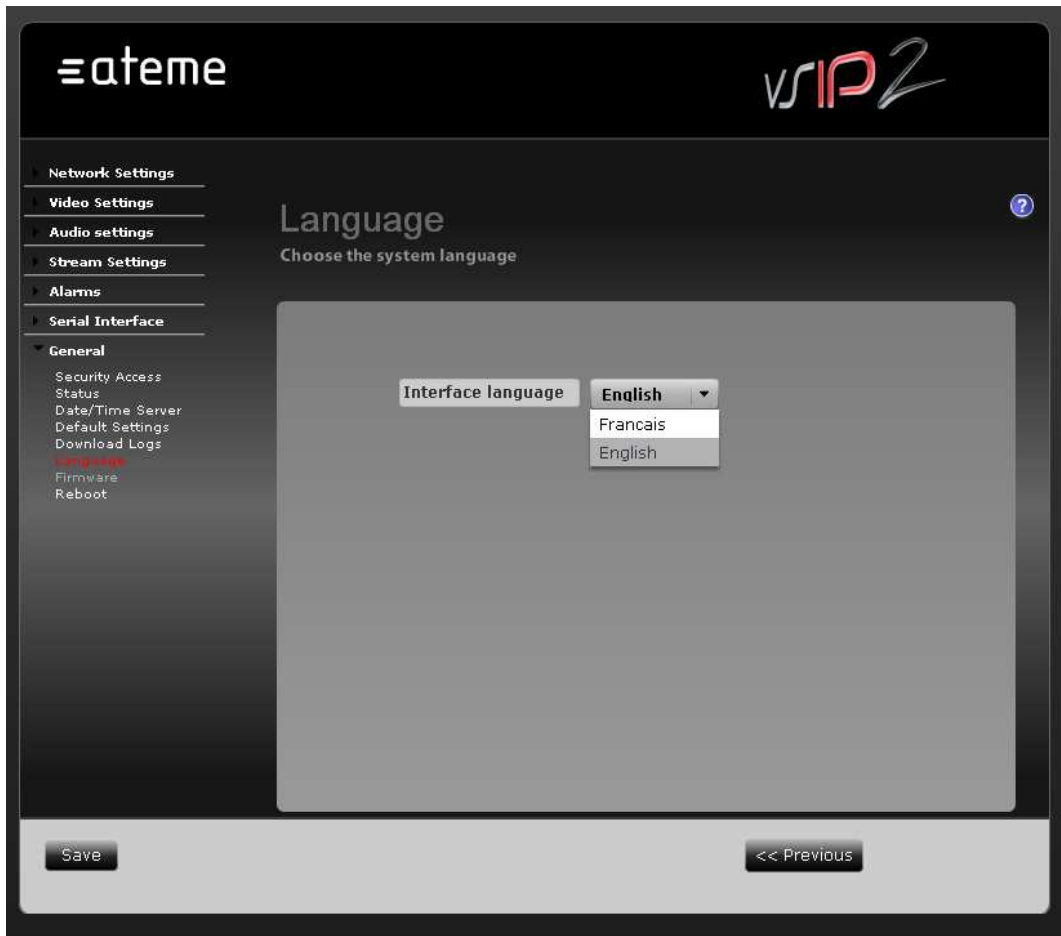 ateme
vsIP2
Network Settings
Video Settings
Audio settings
Stream Settings
Alarms
Serial Interface
General
Security Access
Status
Date/Time Server
Default Settings
Download Logs
Language
Firmware
Reboot
Language
Choose the system language
?
Interface language
English
Francais
English
Save
<< Previous